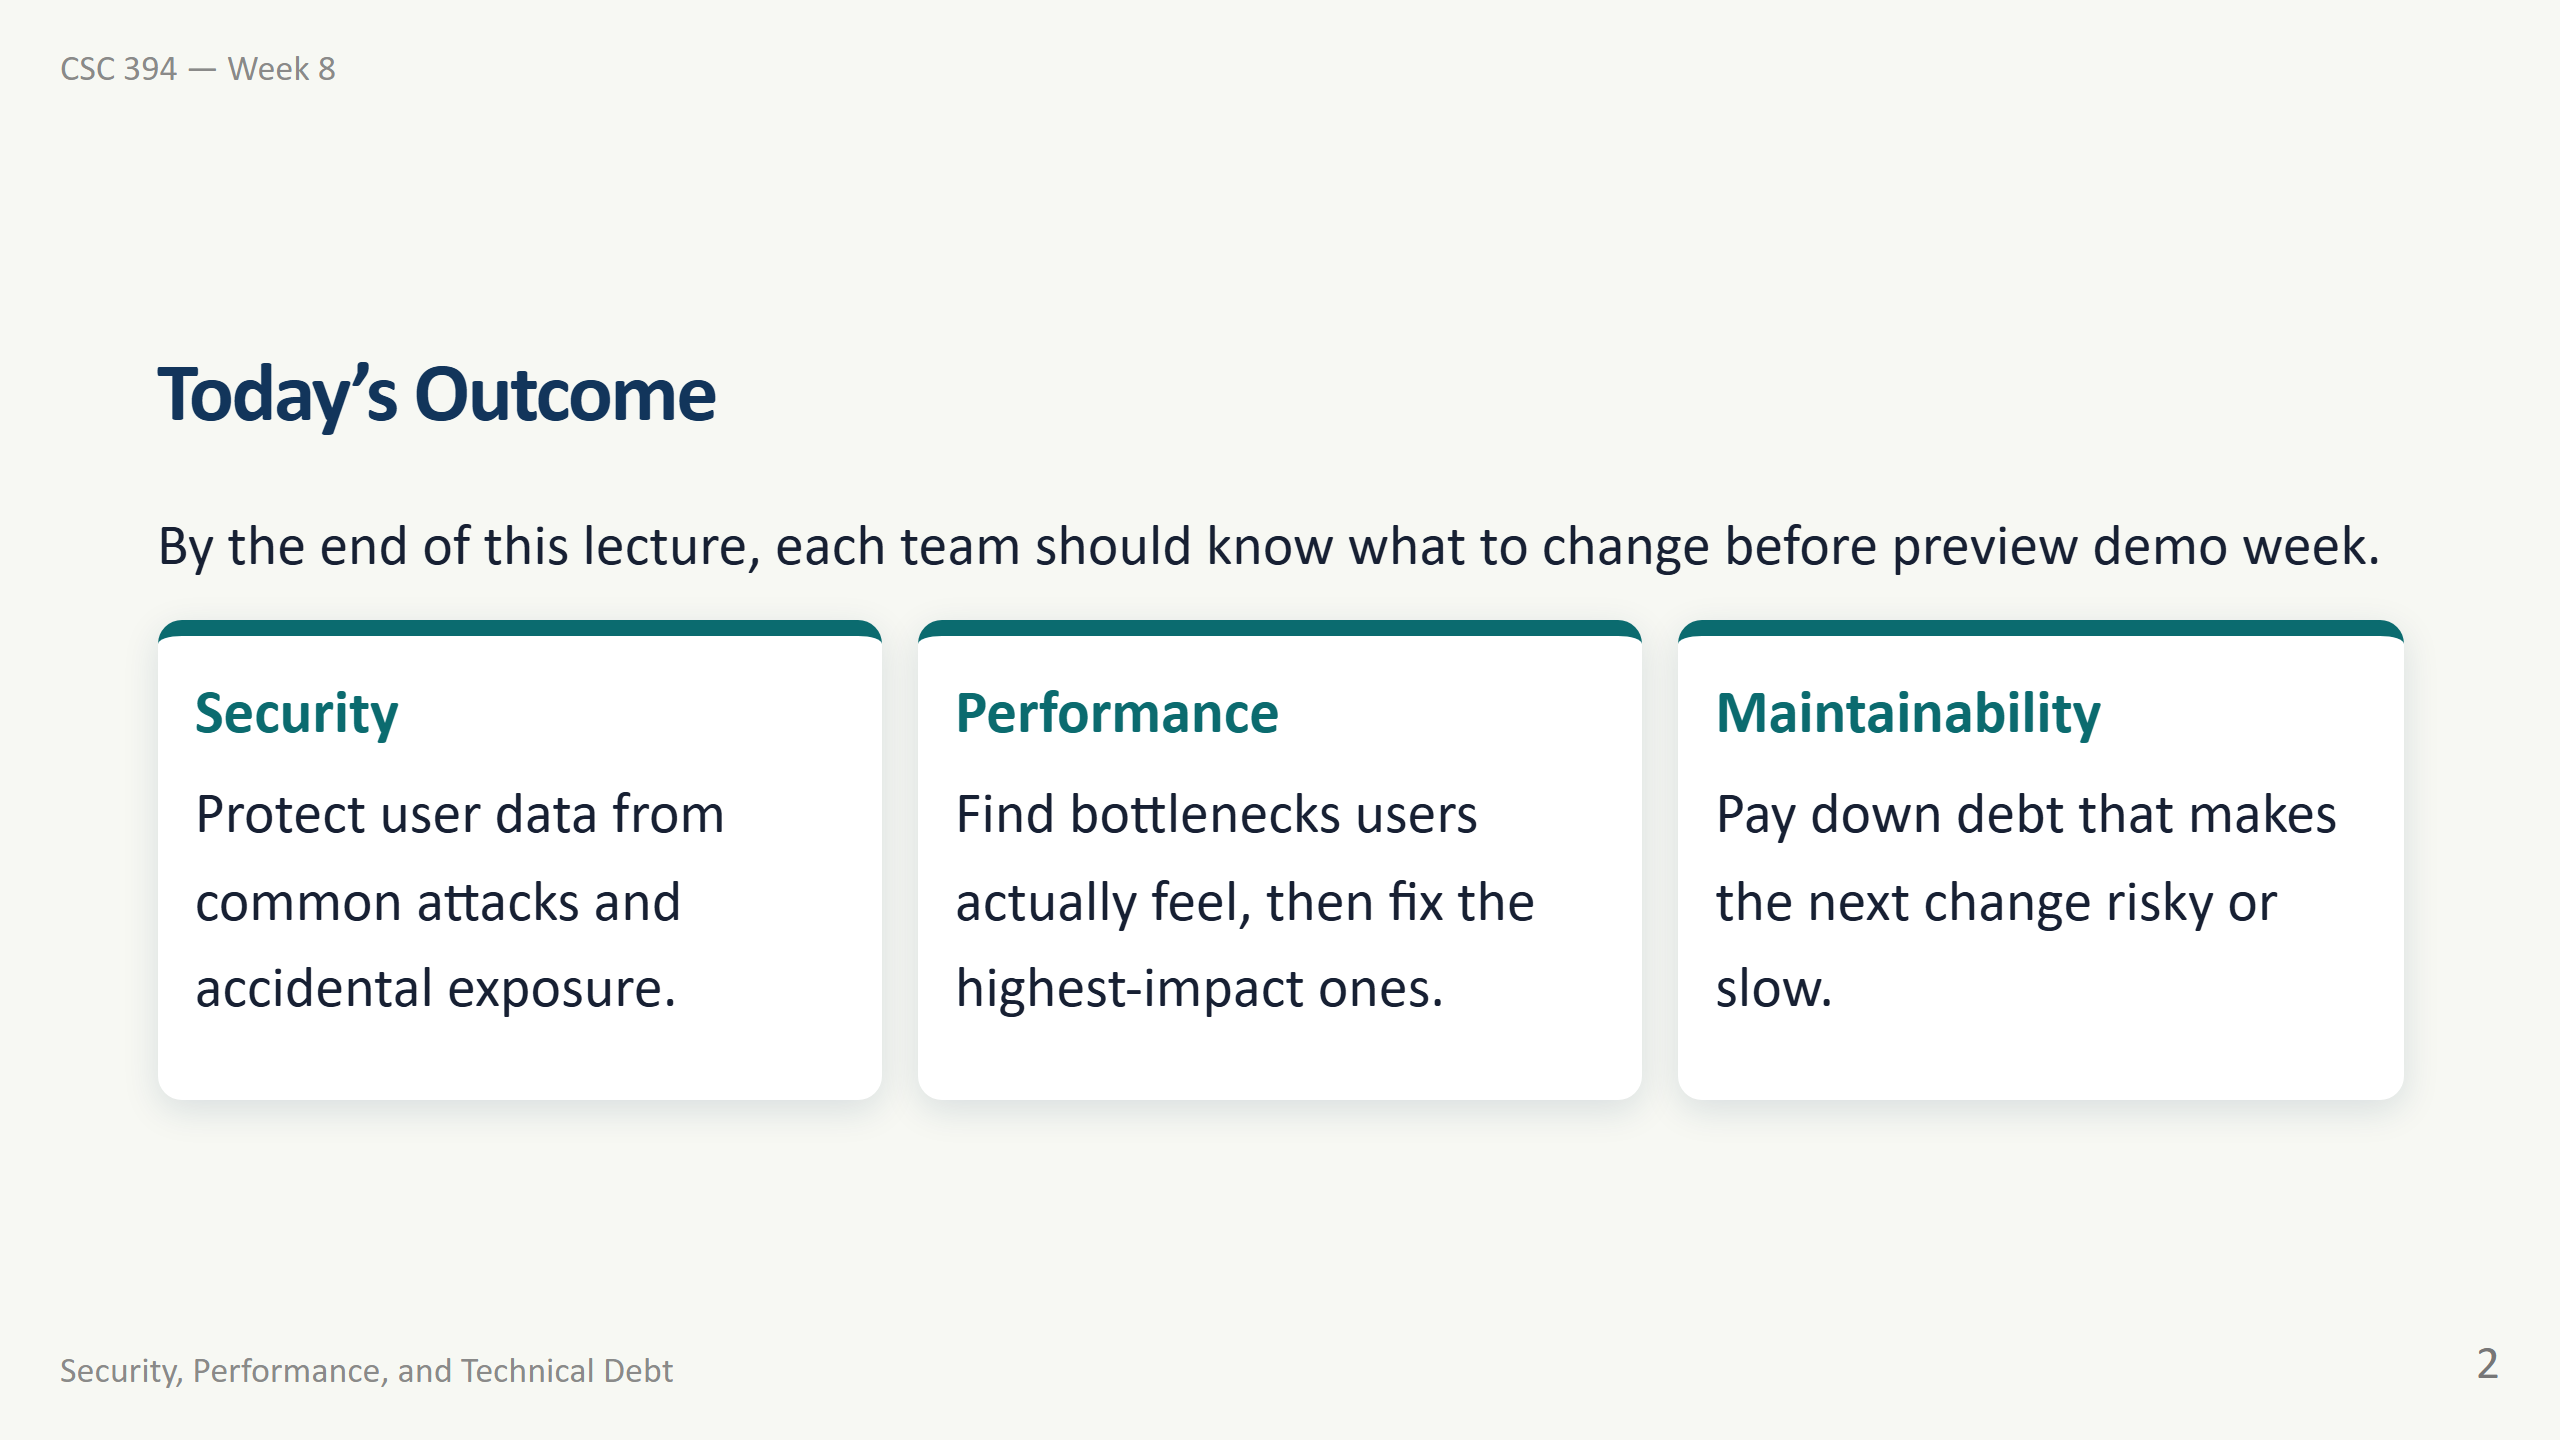 CSC 394 — Week 8
Today’s Outcome
By the end of this lecture, each team should know what to change before preview demo week.
Security
Protect user data from
common attacks and
accidental exposure.
Performance
Find bottlenecks users
actually feel, then fix the
highest-impact ones.
Maintainability
Pay down debt that makes
the next change risky or
slow.
Security, Performance, and Technical Debt
2